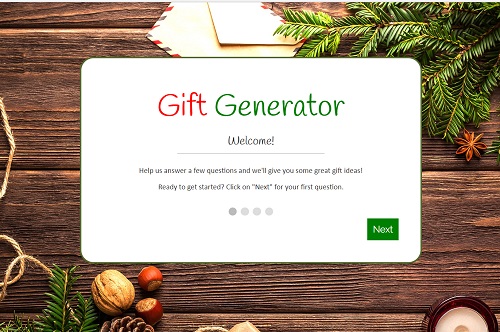 Gift Generator
Welcome!
Help us answer a few questions and we'll give you some great gift ideas!
Ready to get started? Click on "Next" for your first question.
Next